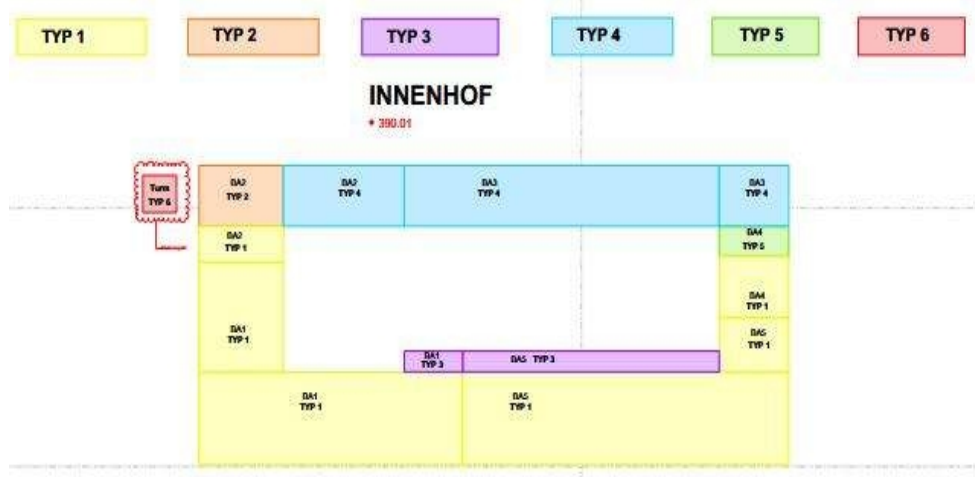 TYP 1
TYP 2
TYP 3
TYP 4
TYP 5
TYP 6
INNENHOF
+ 390.01
Turm
TYP 6
BA2
TYP 2
BA2
TYP 4
BA3
TYP 4
BA3
TYP 4
BA2
TYP 1
BA4
TYP 5
BA4
TYP 1
BA1
TYP 1
BA5
TYP 1
BA1
TYP 3
BA5 TYP 3
BA1
TYP 1
BA5
TYP 1